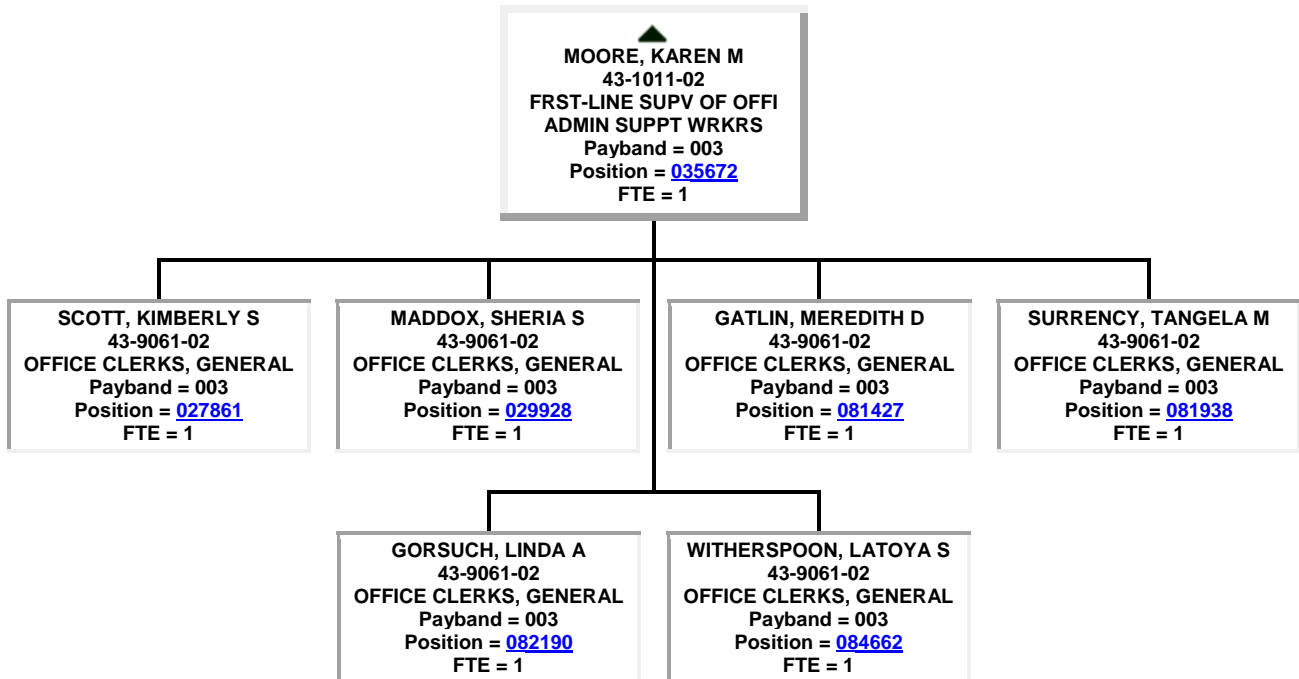 MOORE, KAREN M
43-1011-02
FRST-LINE SUPV OF OFFI
ADMIN SUPPT WRKRS
Payband = 003
Position = 035672
FTE = 1
SCOTT, KIMBERLY S
43-9061-02
OFFICE CLERKS, GENERAL
Payband = 003
Position = 027861
FTE = 1
MADDOX, SHERIA S
43-9061-02
OFFICE CLERKS, GENERAL
Payband = 003
Position = 029928
FTE = 1
GATLIN, MEREDITH D
43-9061-02
OFFICE CLERKS, GENERAL
Payband = 003
Position = 081427
FTE = 1
SURRENCY, TANGELA M
43-9061-02
OFFICE CLERKS, GENERAL
Payband = 003
Position = 081938
FTE = 1
GORSUCH, LINDA A
43-9061-02
OFFICE CLERKS, GENERAL
Payband = 003
Position = 082190
FTE = 1
WITHERSPOON, LATOYA S
43-9061-02
OFFICE CLERKS, GENERAL
Payband = 003
Position = 084662
FTE = 1